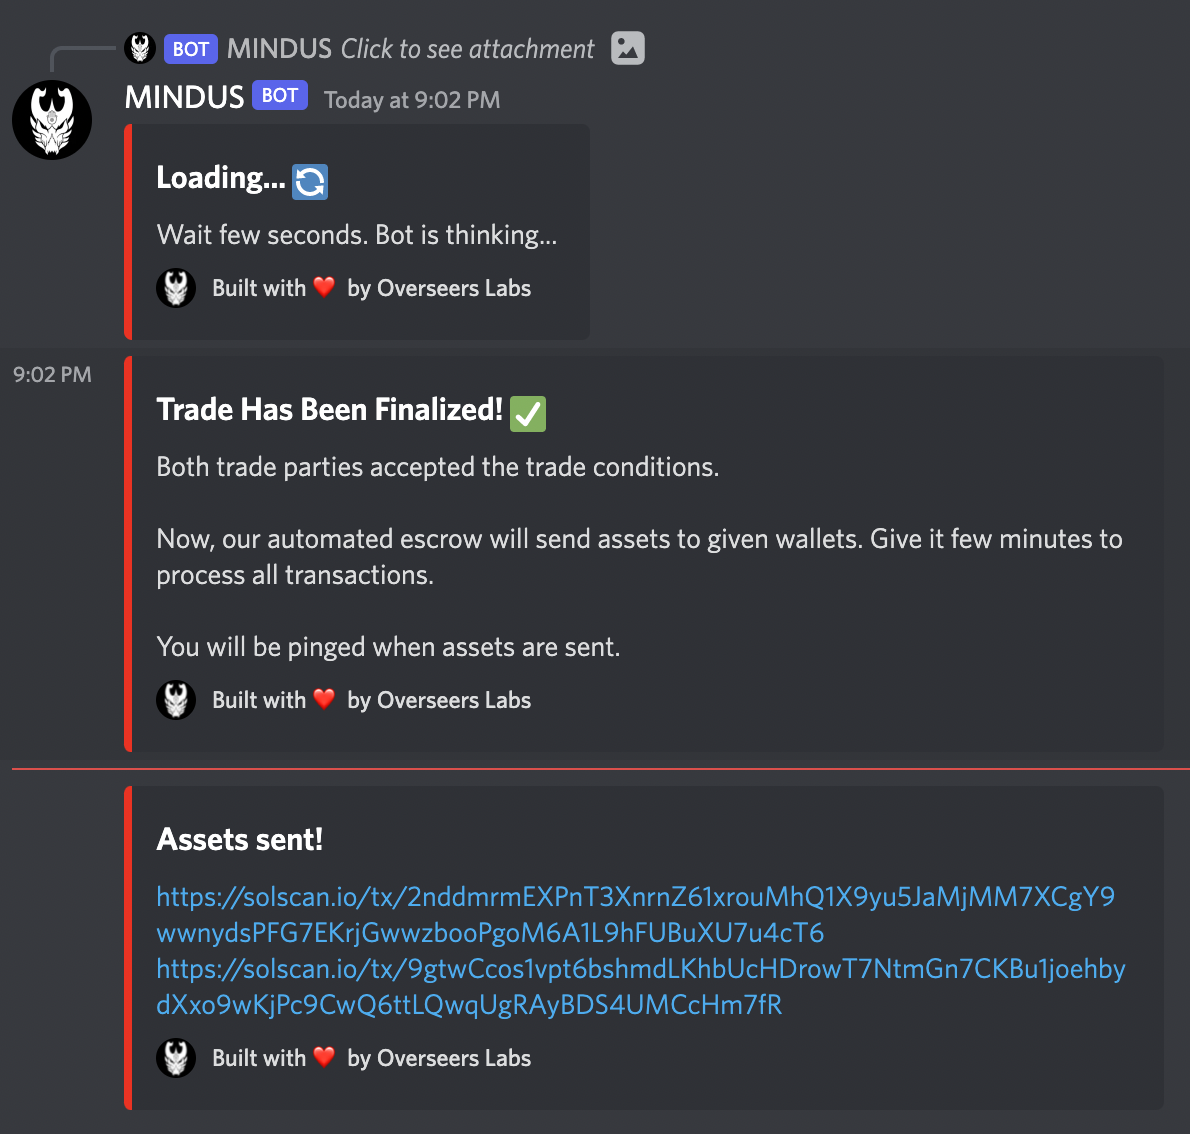 BOT MINDUS Click to see attachment
MINDUS BOT Today at 9:02 PM
Loading...
Wait few seconds. Bot is thinking...
Built with ❤️ by Overseers Labs
9:02 PM
Trade Has Been Finalized! ✅
Both trade parties accepted the trade conditions.
Now, our automated escrow will send assets to given wallets. Give it few minutes to
process all transactions.
You will be pinged when assets are sent.
Built with ❤️ by Overseers Labs
Assets sent!
https://solscan.io/tx/2nddmrmEXPnT3XnrnZ61xrouMhQ1X9yu5JaMjMM7XCgY9
wwnydsPFG7EKrjGwwzbooPgoM6A1L9hFUBuXU7u4cT6
https://solscan.io/tx/9gtwCcos1vpt6bshmdLKhbUcHDrowT7NtmGn7CKBu1joehby
dXxo9wKjPc9CwQ6ttLQwqUgRAyBDS4UMCcHm7fR
Built with ❤️ by Overseers Labs